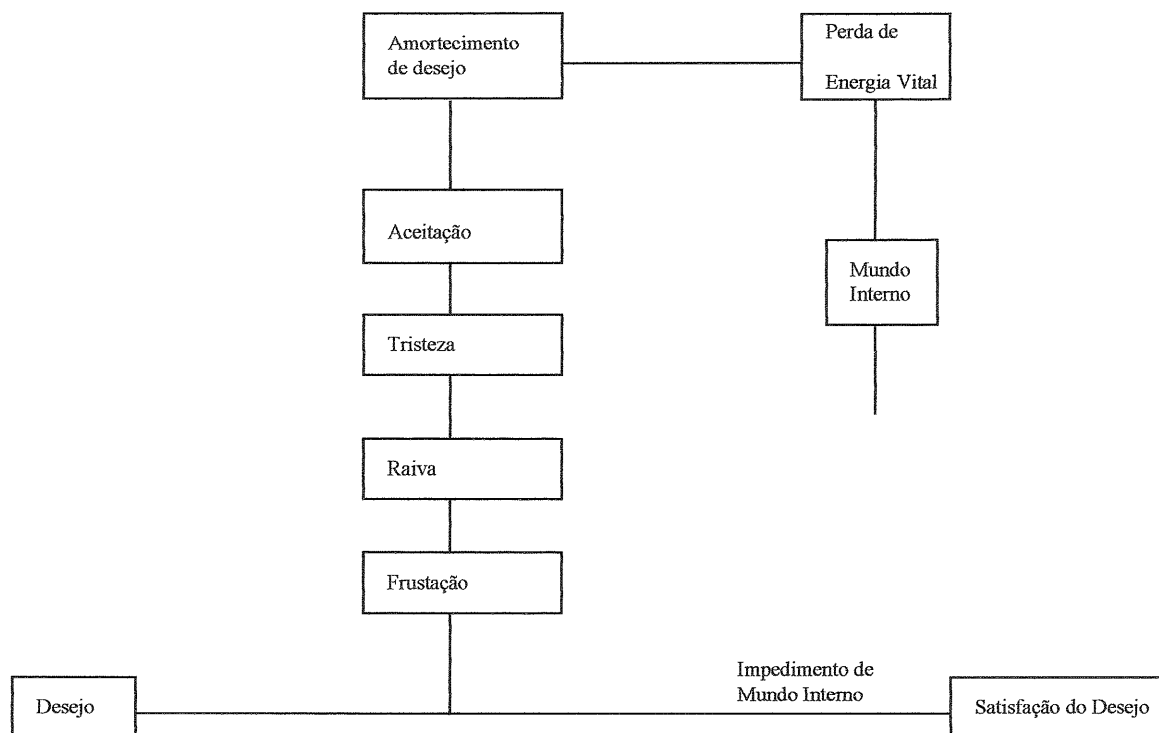 Amortecimento
de desejo
Perda de
Energia Vital
Aceitação
Mundo
Interno
Tristeza
Raiva
Frustação
Impedimento de
Mundo Interno
Desejo
Satisfação do Desejo